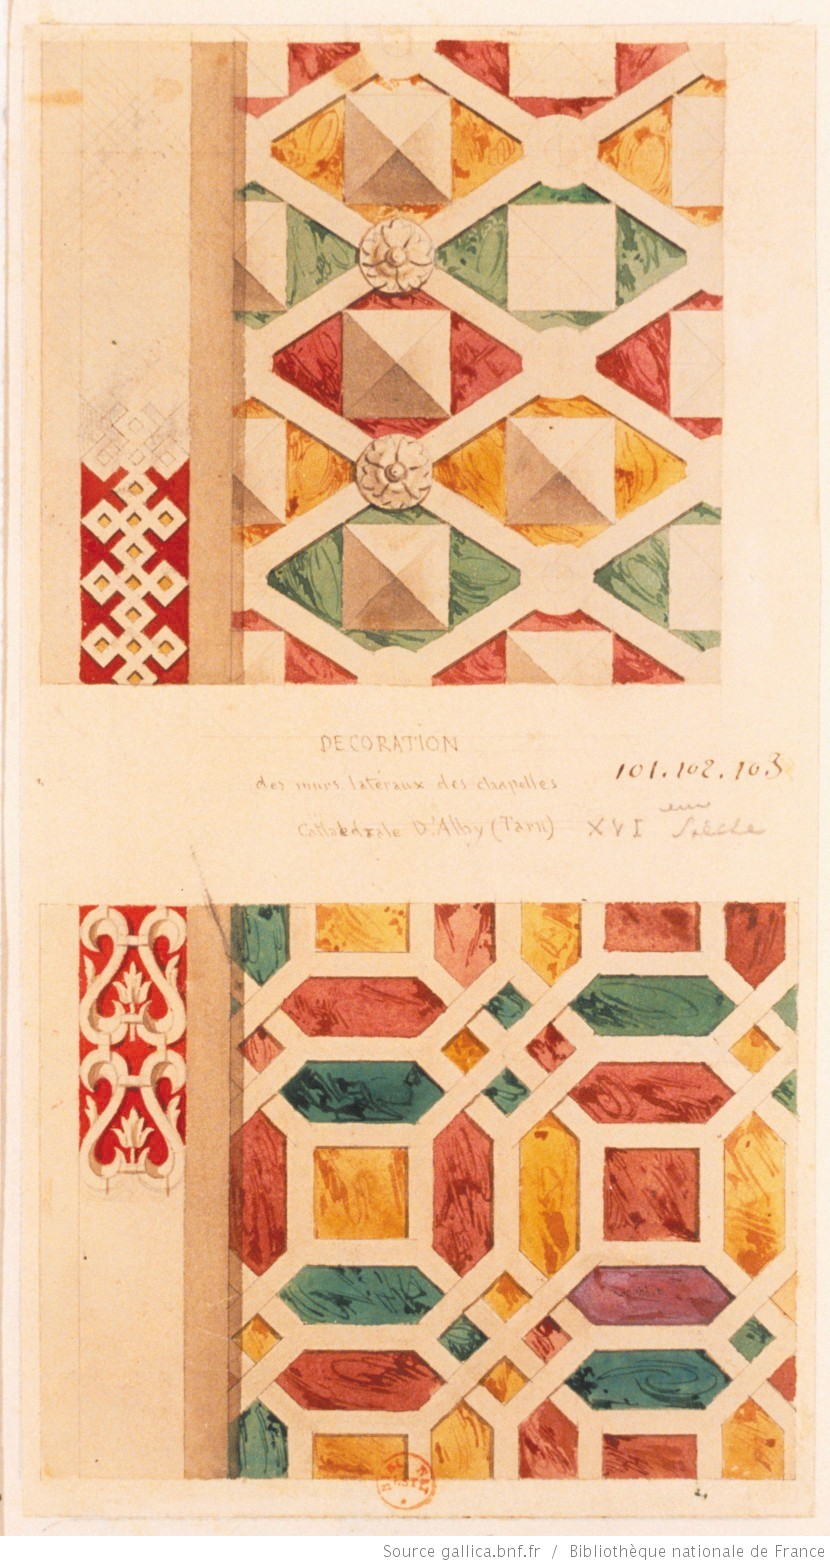 DECORATION
des murs latéraux des chapelles
101.102.103
Cathédrale D'Alby (Tarn) XVI eme Siècle
Source gallica.bnf.fr / Bibliothèque nationale de France